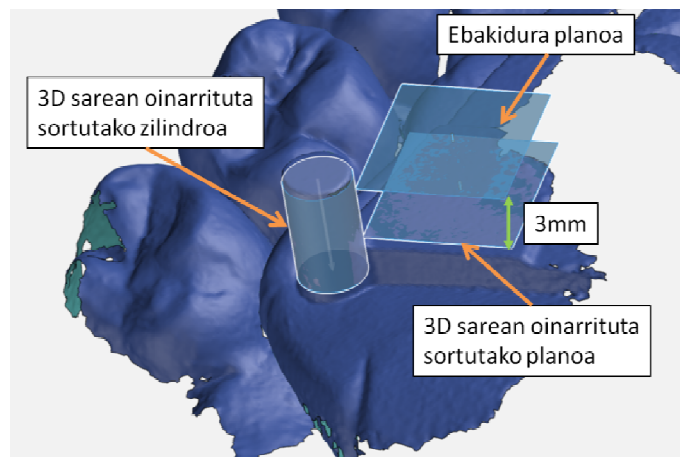 Ebakidura planoa
3D sarean oinarrituta
sortutako zilindroa
3mm
3D sarean oinarrituta
sortutako planoa